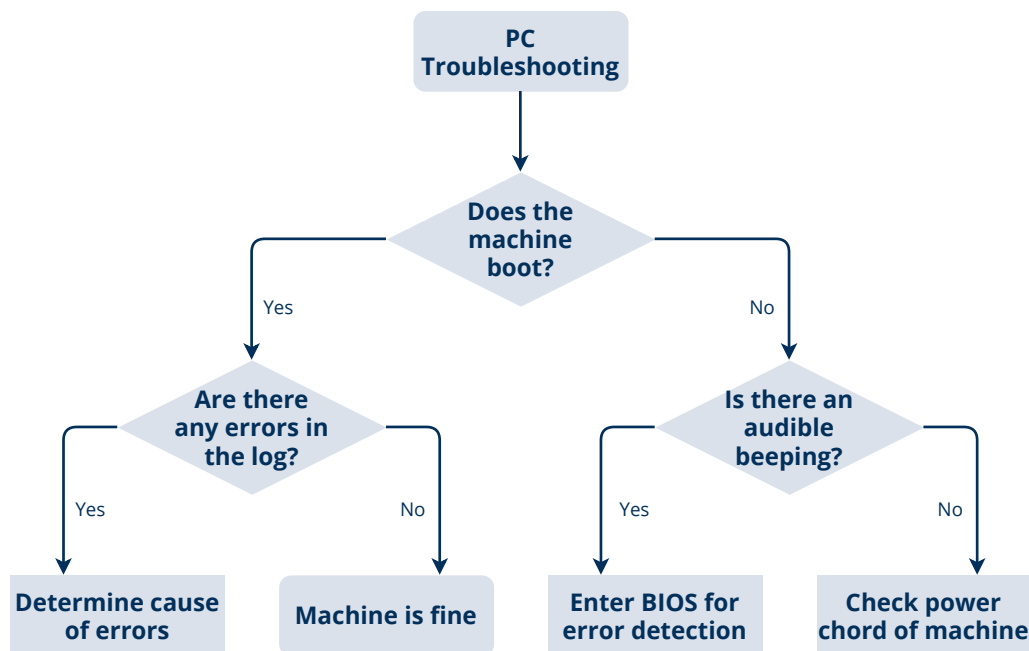 PC
Troubleshooting
Does the
machine
boot?
Yes
No
Are there
any errors in
the log?
Is there an
audible
beeping?
Yes
No
Yes
No
Determine cause
of errors
Machine is fine
Enter BIOS for
error detection
Check power
chord of machine